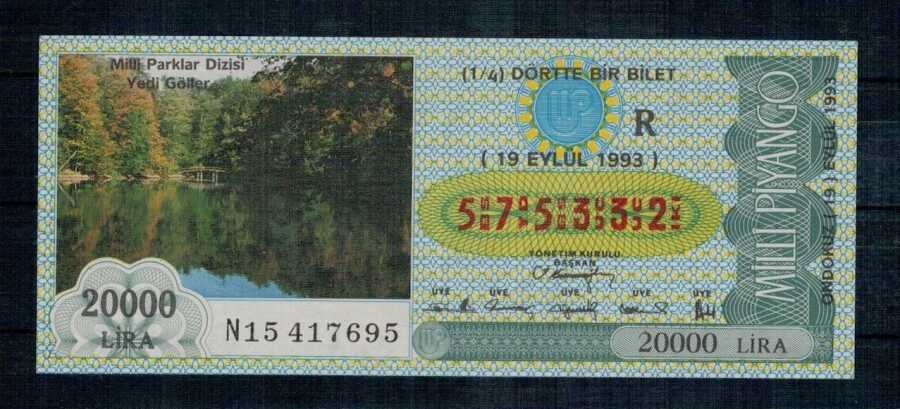 Milli Parklar Dizisi
Yedi Göller
20000
LİRA
N15 417695
(1/4) DÖRTTE BİR BİLET
R
( 19 EYLÜL 1993 )
5 7 5 3 3 2
YÖNETİM KURULU
BAŞKAN
ÜYE ÜYE ÜYE ÜYE ÜYE
20000 LİRA
MİLLİ PİYANGO
ONDOKUZ (19) EYLÜL 1993